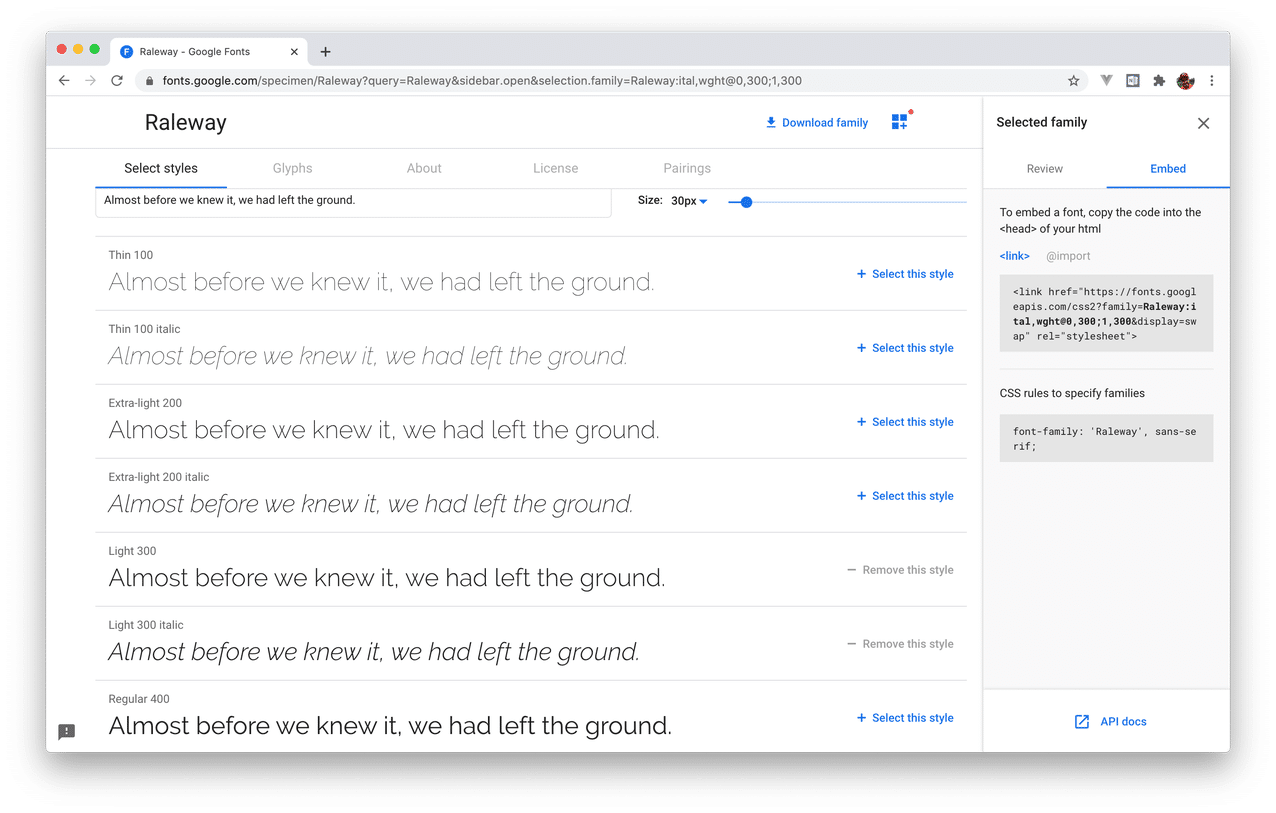 Raleway - Google Fonts
fonts.google.com/specimen/Raleway?query=Raleway&sidebar.open&selection.family=Raleway:ital,wght@0,300;1,300
Raleway
Download family
Select styles
Glyphs
About
License
Pairings
Almost before we knew it, we had left the ground.
Size:
30px
Thin 100
Almost before we knew it, we had left the ground.
Select this style
Thin 100 italic
Almost before we knew it, we had left the ground.
Select this style
Extra-light 200
Almost before we knew it, we had left the ground.
Select this style
Extra-light 200 italic
Almost before we knew it, we had left the ground.
Select this style
Light 300
Almost before we knew it, we had left the ground.
Remove this style
Light 300 italic
Almost before we knew it, we had left the ground.
Remove this style
Regular 400
Almost before we knew it, we had left the ground.
Select this style
Selected family
Review
Embed
To embed a font, copy the code into the
<head> of your html
<link>
@import
<link href="https://fonts.googl
eapis.com/css2?family=Raleway:i
tal,wght@0,300;1,300&display=sw
ap" rel="stylesheet">
CSS rules to specify families
font-family: 'Raleway', sans-se
rif;
API docs